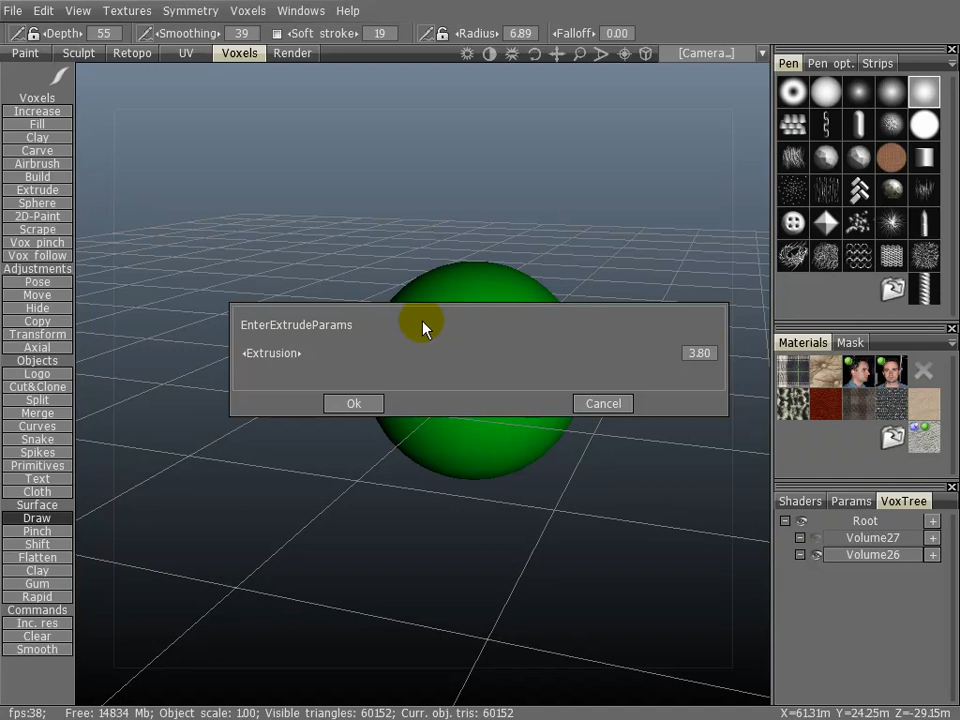 File Edit View Textures Symmetry Voxels Windows Help
Depth: 55 Smoothing: 39 Soft stroke: 19 Radius: 6.89 Falloff: 0.00
Paint Sculpt Retopo UV Voxels Render [Camera...
Pen Pen opt. Strips
Voxels
Increase
Fill
Clay
Carve
Airbrush
Build
Extrude
Sphere
2D-Paint
Scrape
Vox pinch
Vox follow
Adjustments
Pose
Move
Hide
Copy
Transform
Axial
Objects
Logo
Cut&Clone
Split
Merge
Curves
Snake
Spikes
Primitives
Text
Cloth
Surface
Draw
Pinch
Shift
Flatten
Clay
Gum
Rapid
Commands
Inc. res
Clear
Smooth
EnterExtrudeParams
Extrusion 3.80
Ok Cancel
Materials Mask
Shaders Params VoxTree
Root +
Volume27 +
Volume26 +
fps:38; Free: 14834 Mb; Object scale: 1.00; Visible triangles: 60152; Curr. obj. tris: 60152 X=61.31m Y=24.25m Z=-29.15m